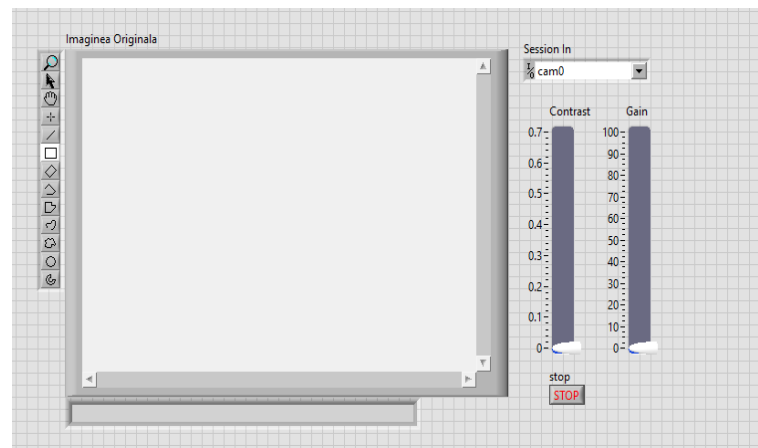 Imaginea Originala
Session In
I/0 cam0
Contrast Gain
0.7 100
90
0.6 80
0.5 70
0.4 60
50
0.3 40
0.2 30
20
0.1 10
0 0
stop
STOP